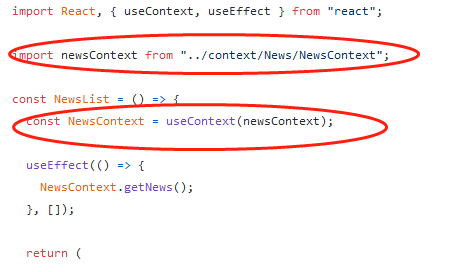 import React, { useContext, useEffect } from "react";
import newsContext from "../context/News/NewsContext";
const NewsList = () => {
const NewsContext = useContext(newsContext);
useEffect(() => {
NewsContext.getNews();
}, []);
return (